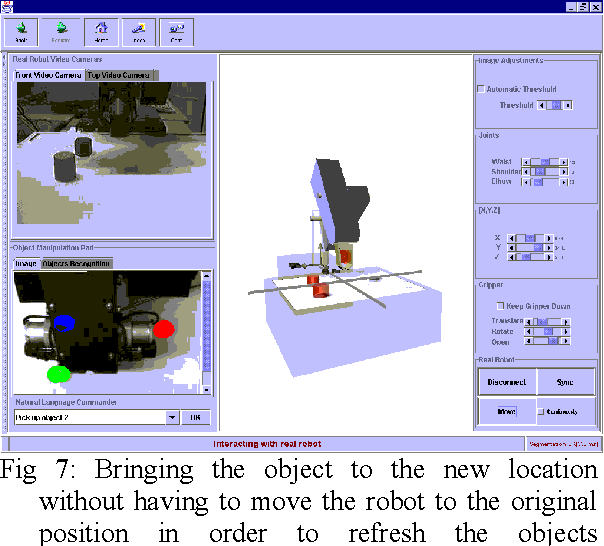 Home
Real Robot Video Cameras
Front Video Camera
Top Video Camera
Object Manipulation Pad
Image
Objects Recognition
Natural Language Commander
Pick up object 2
OK
Image Adjustments
Automatic Threshold
Threshold
Joints
Waist
Shoulder
Elbow
[X,Y,Z]
X
Y
Z
Gripper
Keep Gripper Down
Translate
Rotate
Open
Real Robot
Disconnect
Sync
Move
Interacting with real robot
Fig 7: Bringing the object to the new location
without having to move the robot to the original
position in order to refresh the objects